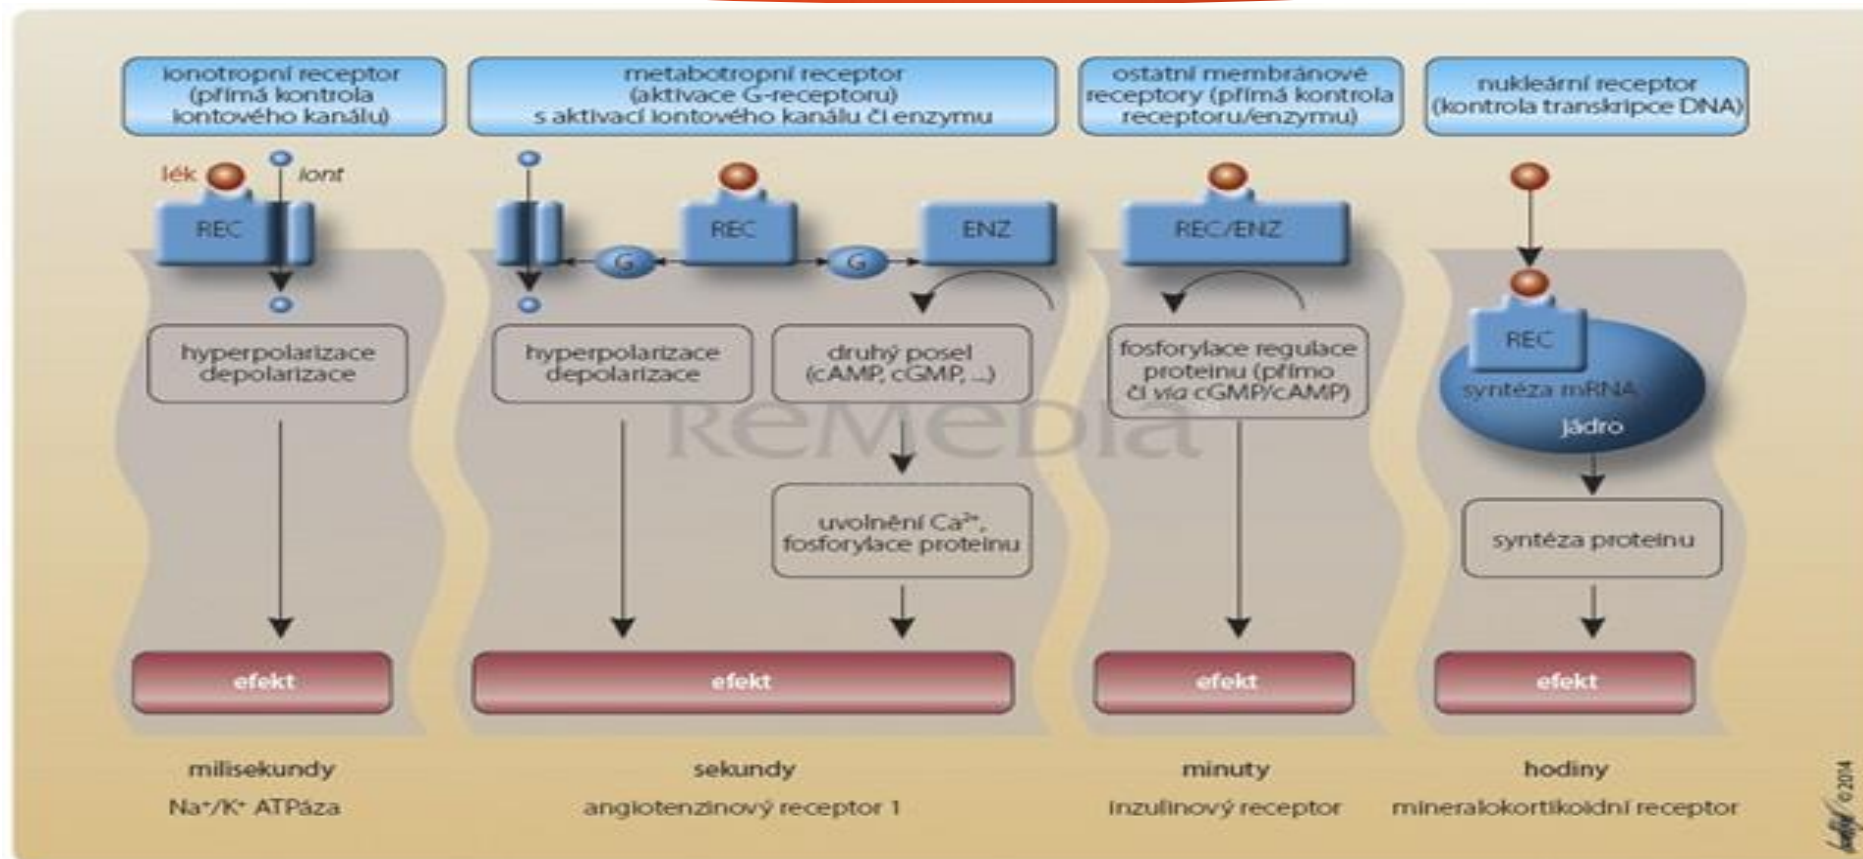 ionotropní receptor
(přímá kontrola
iontového kanálu)
metabotropní receptor
(aktivace G-receptoru)
s aktivací iontového kanálu či enzymu
ostatní membránové
receptory (přímá kontrola
receptoru/enzymu)
nukleární receptor
(kontrola transkripce DNA)
lék
iont
REC
REC
ENZ
G
G
REC/ENZ
REC
syntéza mRNA
jádro
hyperpolarizace
depolarizace
hyperpolarizace
depolarizace
druhý posel
(cAMP, cGMP, ...)
fosforylace regulace
proteinu (přímo
či via cGMP/cAMP)
ReMedia
uvolnění Ca²⁺,
fosforylace proteinu
syntéza proteinu
efekt
efekt
efekt
efekt
milisekundy
Na⁺/K⁺ ATPáza
sekundy
angiotenzinový receptor 1
minuty
inzulinový receptor
hodiny
mineralokortikoidní receptor
© 2014